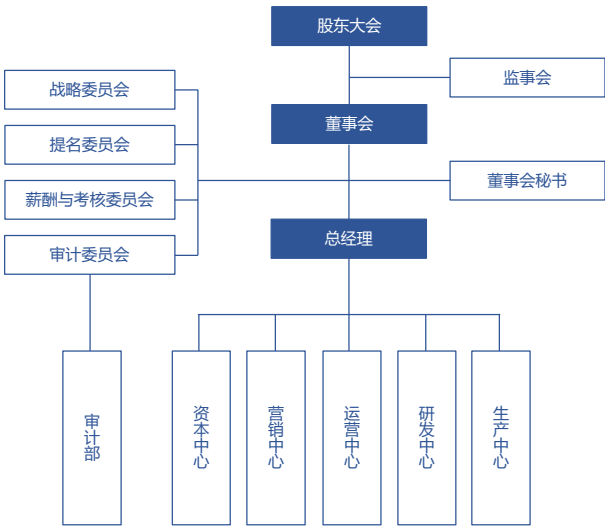 股东大会
监事会
战略委员会
董事会
提名委员会
董事会秘书
薪酬与考核委员会
总经理
审计委员会
审计部
资本中心
营销中心
运营中心
研发中心
生产中心